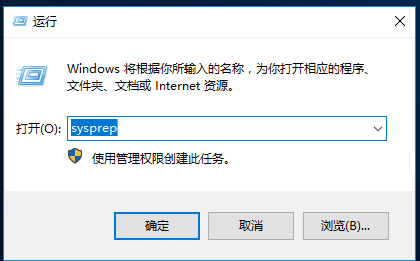 运行
Windows 将根据你所输入的名称，为你打开相应的程序、
文件夹、文档或 Internet 资源。
打开(O): sysprep
使用管理权限创建此任务。
确定 取消 浏览(B)...